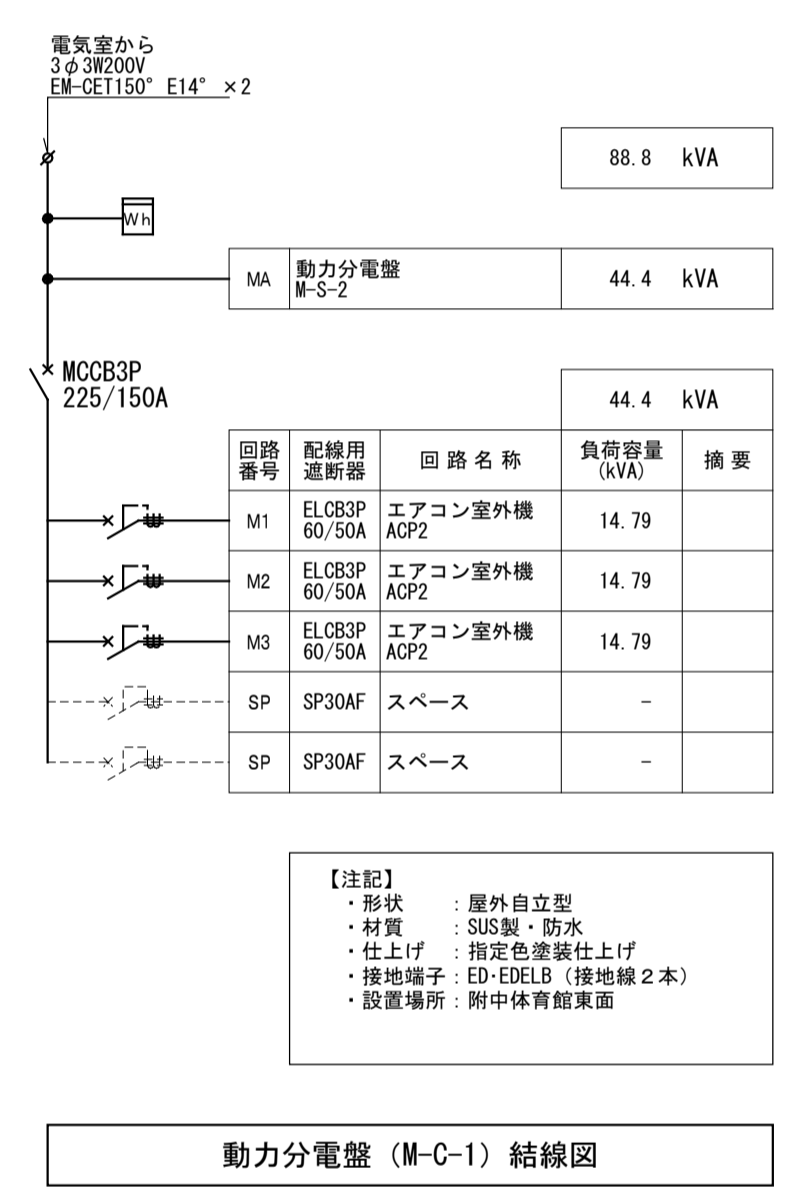 電気室から
3φ3W200V
EM-CET150° E14° ×2
88.8 kVA
Wh
MA 動力分電盤 44.4 kVA
M-S-2
MCCB3P
225/150A
44.4 kVA
回路 配線用 回路名称 負荷容量 摘要
番号 遮断器 (kVA)
M1 ELCB3P エアコン室外機 14.79
60/50A ACP2
M2 ELCB3P エアコン室外機 14.79
60/50A ACP2
M3 ELCB3P エアコン室外機 14.79
60/50A ACP2
SP SP30AF スペース －
SP SP30AF スペース －
【注記】
・形状 : 屋外自立型
・材質 : SUS製・防水
・仕上げ : 指定色塗装仕上げ
・接地端子 : ED・EDELB（接地線２本）
・設置場所 : 附中体育館東面
動力分電盤（M-C-1）結線図